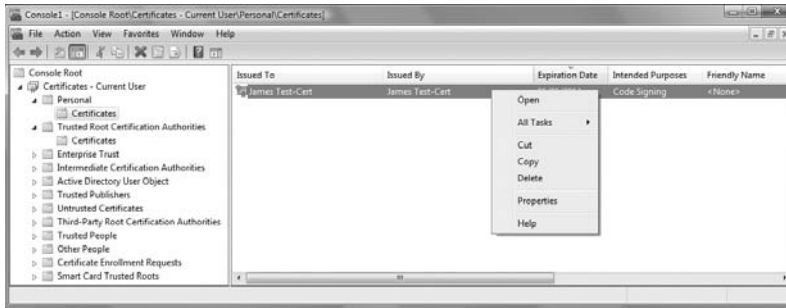 Console1 - [Console Root\Certificates - Current User\Personal\Certificates]
File Action View Favorites Window Help
Console Root
Certificates - Current User
Personal
Certificates
Trusted Root Certification Authorities
Certificates
Enterprise Trust
Intermediate Certification Authorities
Active Directory User Object
Trusted Publishers
Untrusted Certificates
Third-Party Root Certification Authorities
Trusted People
Other People
Certificate Enrollment Requests
Smart Card Trusted Roots
Issued To Issued By Expiration Date Intended Purposes Friendly Name
James Test-Cert James Test-Cert Code Signing <None>
Open
All Tasks
Cut
Copy
Delete
Properties
Help